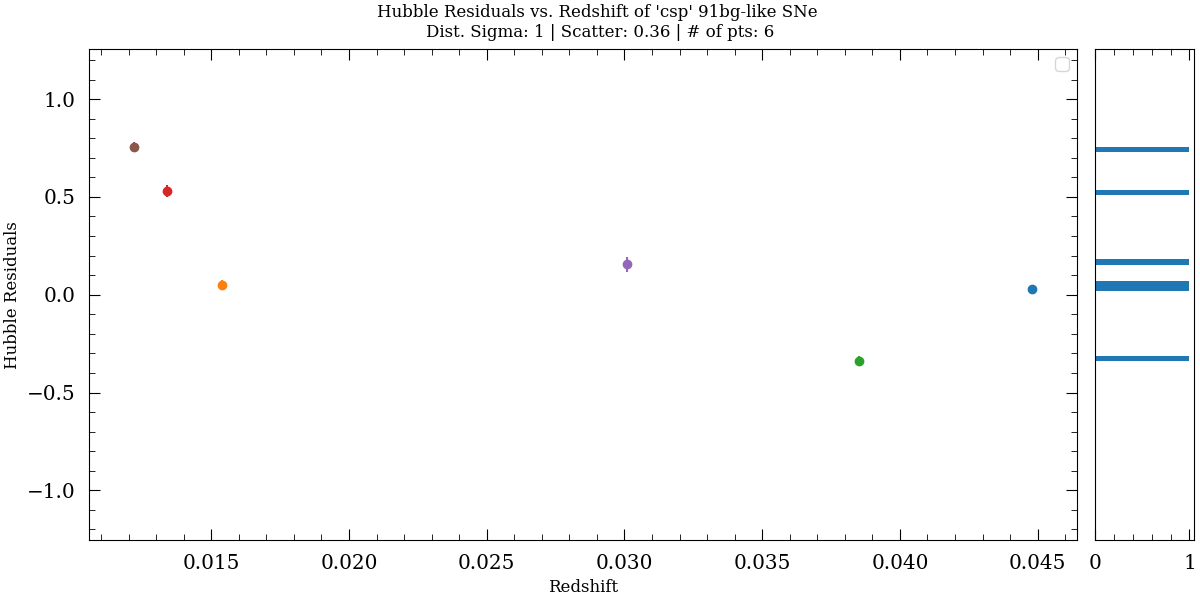 Hubble Residuals vs. Redshift of 'csp' 91bg-like SNe
Dist. Sigma: 1 | Scatter: 0.36 | # of pts: 6
Hubble Residuals
1.0
0.5
0.0
−0.5
−1.0
0.015 0.020 0.025 0.030 0.035 0.040 0.045
0 1
Redshift